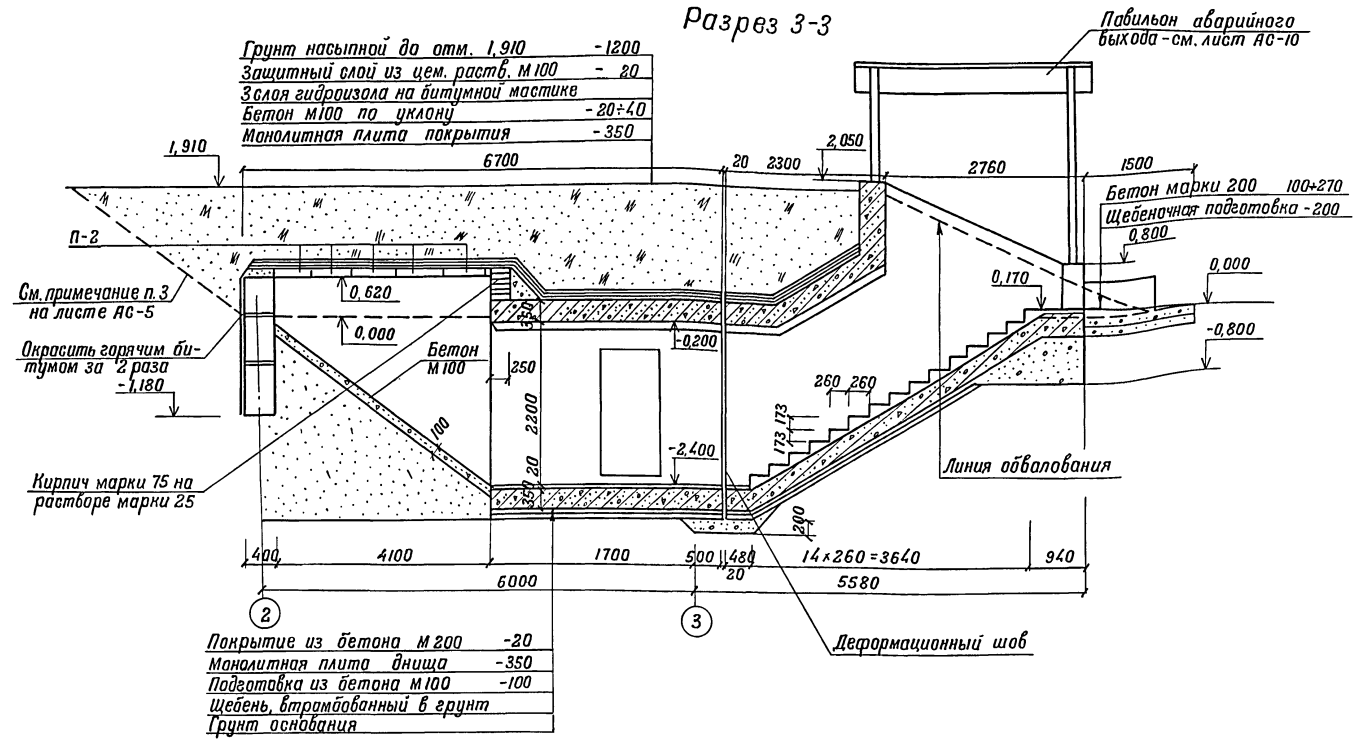 Разрез 3-3
Грунт насыпной до отм. 1,910 -1200
Защитный слой из цем. раств. М100 - 20
3 слоя гидроизола на битумной мастике
Бетон М100 по уклону -20÷40
Монолитная плита покрытия -350
Павильон аварийного
выхода - см. лист АС-10
1,910
6700
20
2300
2,050
2760
1500
Бетон марки 200 100÷270
Щебеночная подготовка -200
0,800
П-2
См. примечание п. 3
на листе АС-5
0,620
0,170
0,000
0,000
350
-0,200
Окрасить горячим би-
тумом за 2 раза
Бетон
М100
250
-0,800
-1,180
260
260
2200
173
173
100
-2,400
20
Линия обвалования
Кирпич марки 75 на
растворе марки 25
350
200
400
4100
1700
500
480
14×260=3640
940
20
6000
5580
2
3
Покрытие из бетона М200 -20
Монолитная плита днища -350
Подготовка из бетона М100 -100
Щебень, втрамбованный в грунт
Грунт основания
Деформационный шов